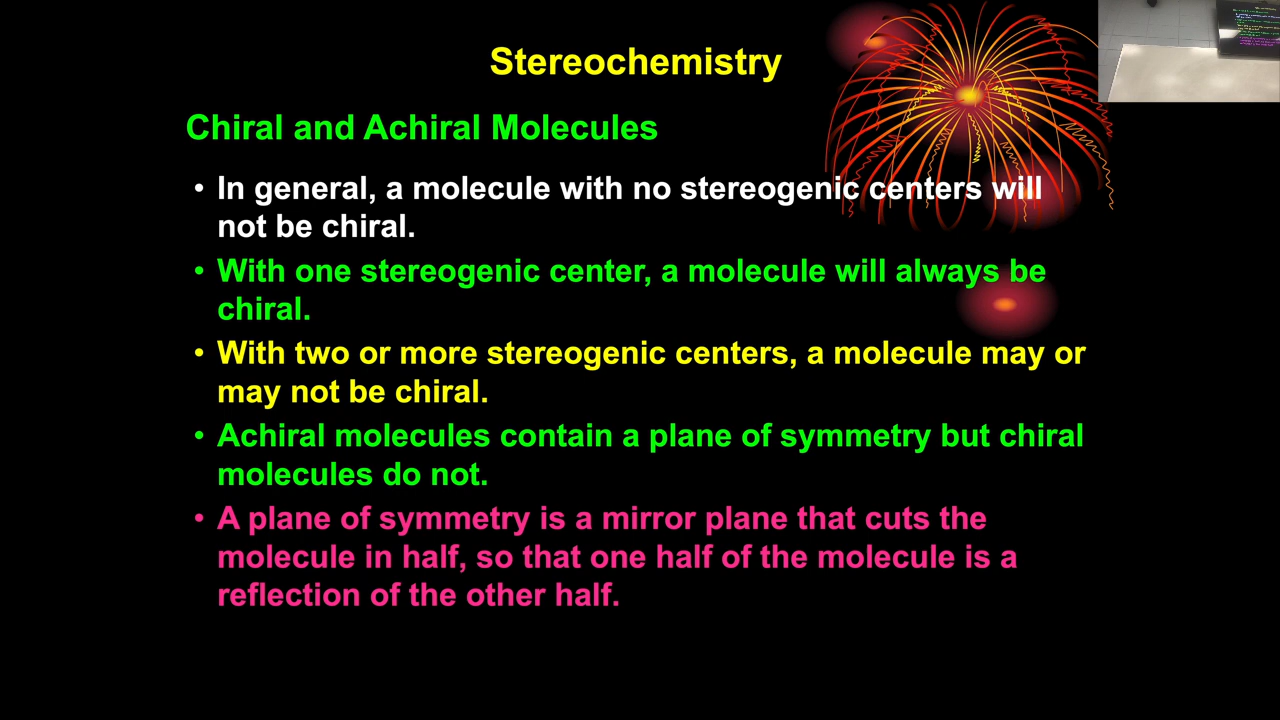 Stereochemistry
Chiral and Achiral Molecules
• In general, a molecule with no stereogenic centers will
not be chiral.
• With one stereogenic center, a molecule will always be
chiral.
• With two or more stereogenic centers, a molecule may or
may not be chiral.
• Achiral molecules contain a plane of symmetry but chiral
molecules do not.
• A plane of symmetry is a mirror plane that cuts the
molecule in half, so that one half of the molecule is a
reflection of the other half.